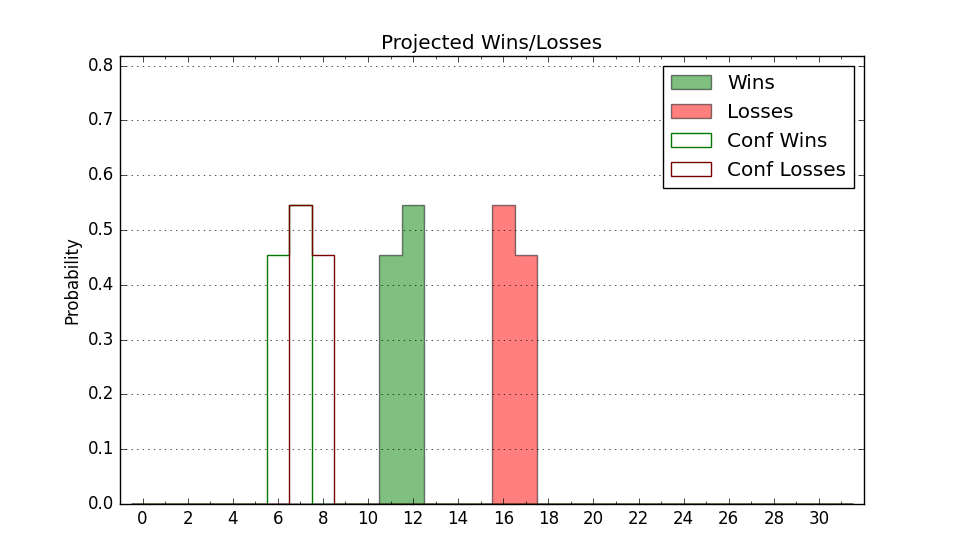 Projected Wins/Losses
Wins
Losses
Conf Wins
Conf Losses
Probability
0.8
0.7
0.6
0.5
0.4
0.3
0.2
0.1
0.0
0 2 4 6 8 10 12 14 16 18 20 22 24 26 28 30